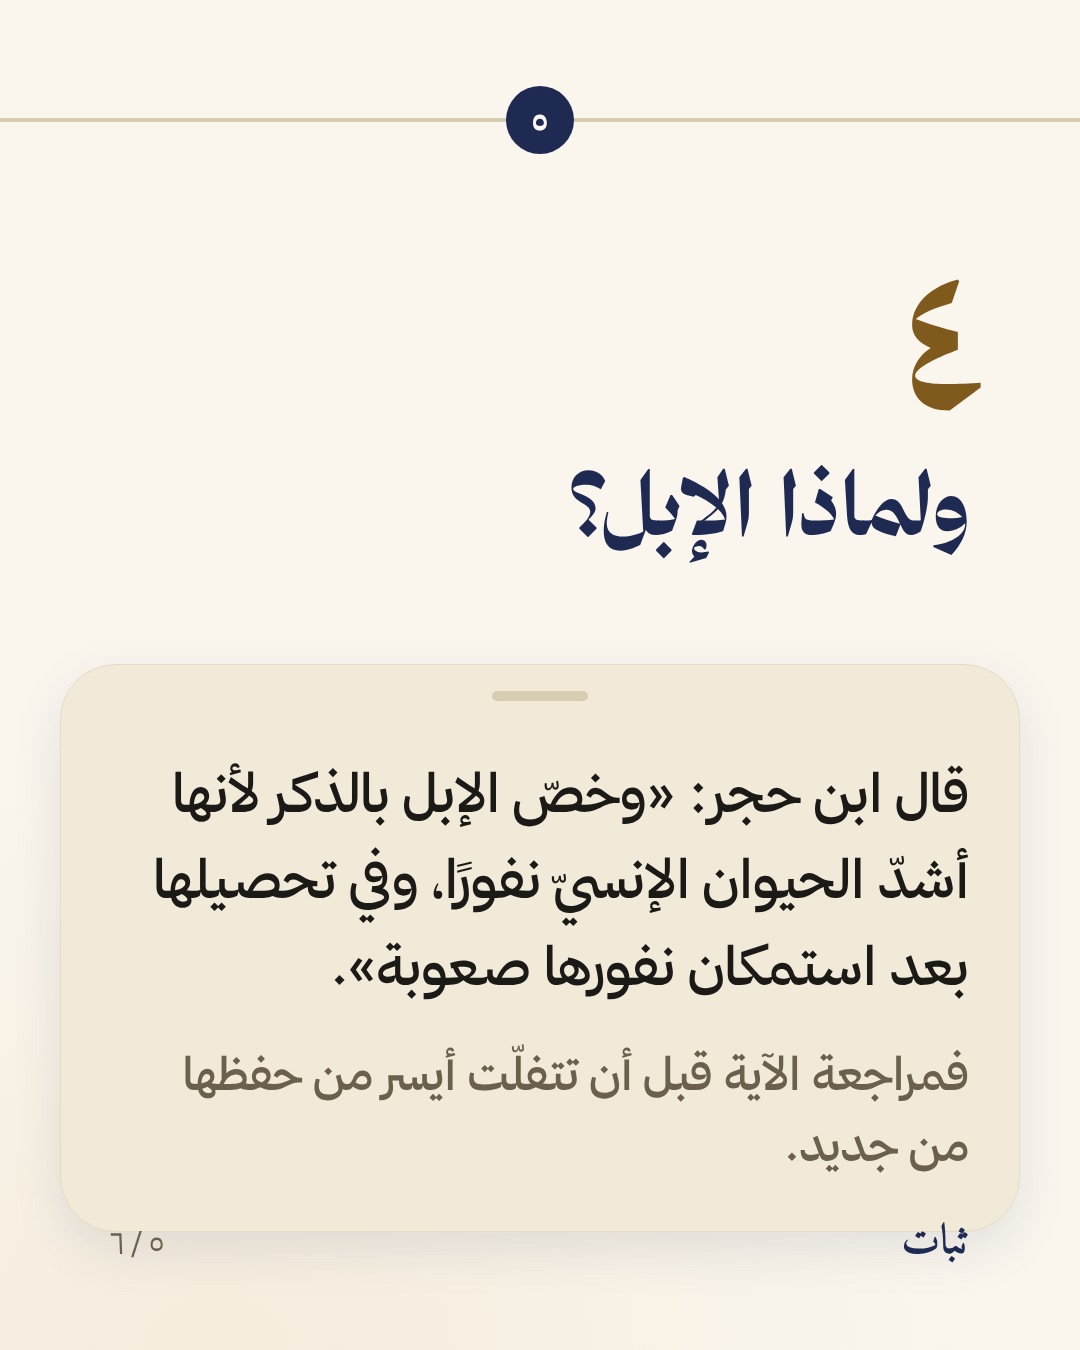 ٥
٤
ولماذا الإبل؟
قال ابن حجر: «وخصّ الإبل بالذكر لأنها
أشدّ الحيوان الإنسيّ نفورًا، وفي تحصيلها
بعد استمكان نفورها صعوبة».
فمراجعة الآية قبل أن تتفلّت أيسر من حفظها
من جديد.
ثبات
٥ / ٦